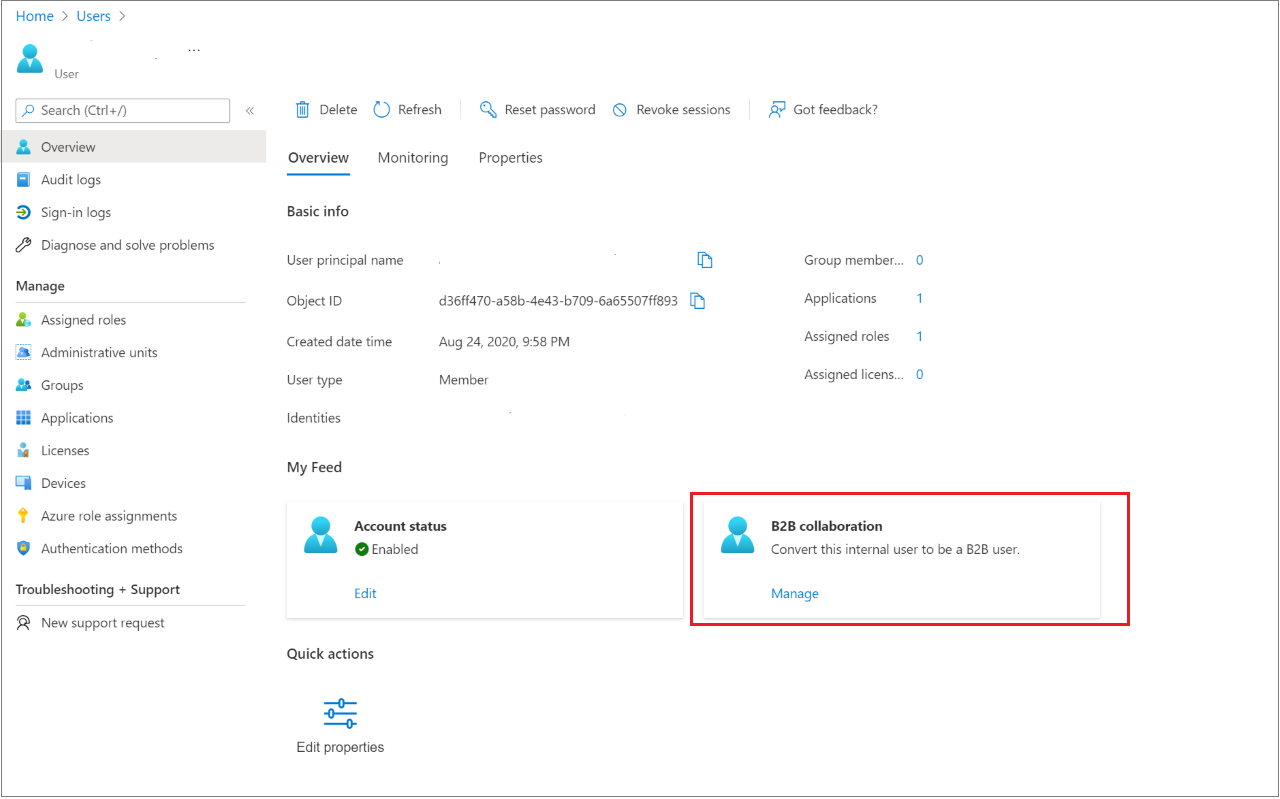 Home > Users >
...
User
Search (Ctrl+/) «
Delete Refresh Reset password Revoke sessions Got feedback?
Overview
Audit logs
Sign-in logs
Diagnose and solve problems
Manage
Assigned roles
Administrative units
Groups
Applications
Licenses
Devices
Azure role assignments
Authentication methods
Troubleshooting + Support
New support request
Overview Monitoring Properties
Basic info
User principal name
Object ID d36ff470-a58b-4e43-b709-6a65507ff893
Created date time Aug 24, 2020, 9:58 PM
User type Member
Identities
Group member... 0
Applications 1
Assigned roles 1
Assigned licens... 0
My Feed
Account status
Enabled
Edit
B2B collaboration
Convert this internal user to be a B2B user.
Manage
Quick actions
Edit properties